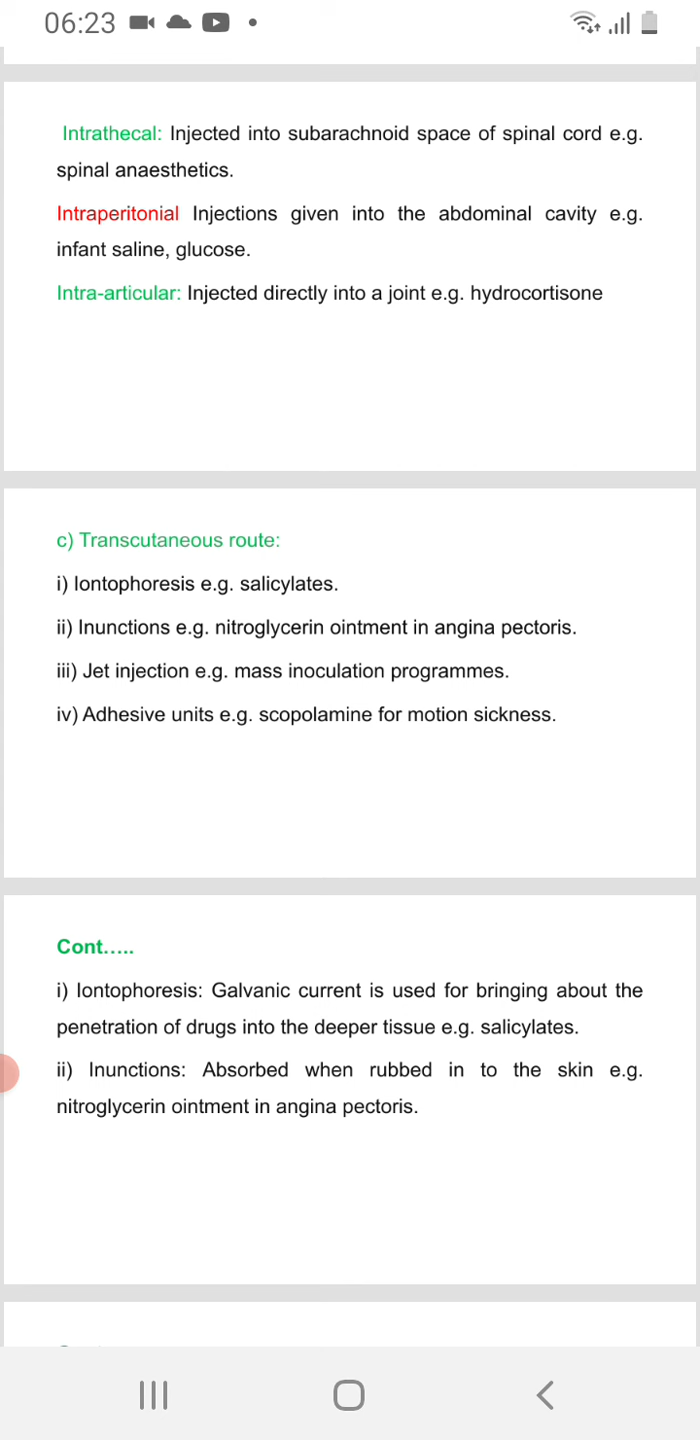 06:23
Intrathecal: Injected into subarachnoid space of spinal cord e.g.
spinal anaesthetics.
Intraperitonial Injections given into the abdominal cavity e.g.
infant saline, glucose.
Intra-articular: Injected directly into a joint e.g. hydrocortisone
c) Transcutaneous route:
i) Iontophoresis e.g. salicylates.
ii) Inunctions e.g. nitroglycerin ointment in angina pectoris.
iii) Jet injection e.g. mass inoculation programmes.
iv) Adhesive units e.g. scopolamine for motion sickness.
Cont.....
i) Iontophoresis: Galvanic current is used for bringing about the
penetration of drugs into the deeper tissue e.g. salicylates.
ii) Inunctions: Absorbed when rubbed in to the skin e.g.
nitroglycerin ointment in angina pectoris.